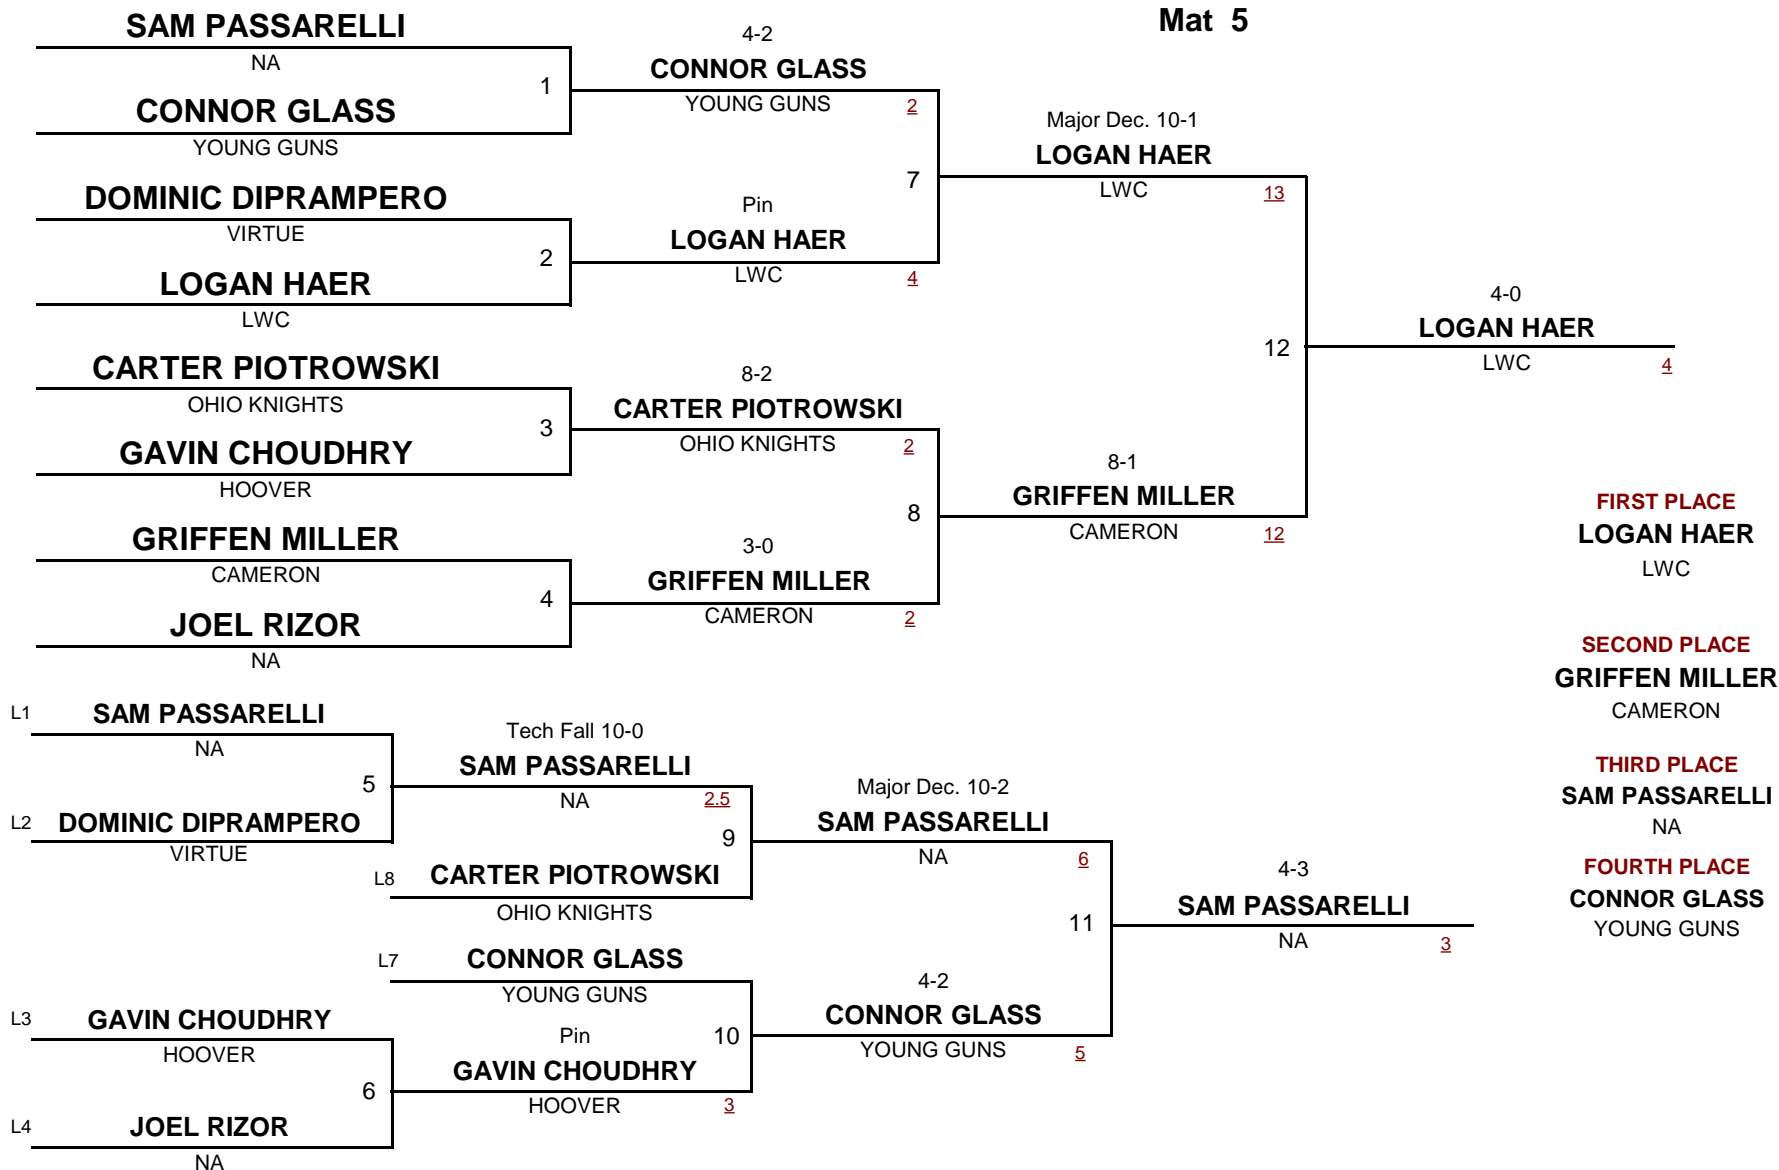 Mat 5
SAM PASSARELLI
NA
1
CONNOR GLASS
YOUNG GUNS
DOMINIC DIPRAMPERO
VIRTUE
2
LOGAN HAER
LWC
CARTER PIOTROWSKI
OHIO KNIGHTS
3
GAVIN CHOUDHRY
HOOVER
GRIFFEN MILLER
CAMERON
4
JOEL RIZOR
NA
4-2
CONNOR GLASS
YOUNG GUNS
2
7
Pin
LOGAN HAER
LWC
4
8-2
CARTER PIOTROWSKI
OHIO KNIGHTS
2
8
3-0
GRIFFEN MILLER
CAMERON
2
Major Dec. 10-1
LOGAN HAER
LWC
13
12
8-1
GRIFFEN MILLER
CAMERON
12
4-0
LOGAN HAER
LWC
4
L1
SAM PASSARELLI
NA
5
L2
DOMINIC DIPRAMPERO
VIRTUE
L3
GAVIN CHOUDHRY
HOOVER
6
L4
JOEL RIZOR
NA
Tech Fall 10-0
SAM PASSARELLI
NA
2.5
9
L8
CARTER PIOTROWSKI
OHIO KNIGHTS
L7
CONNOR GLASS
YOUNG GUNS
10
Pin
GAVIN CHOUDHRY
HOOVER
3
Major Dec. 10-2
SAM PASSARELLI
NA
6
11
4-2
CONNOR GLASS
YOUNG GUNS
5
4-3
SAM PASSARELLI
NA
3
FIRST PLACE
LOGAN HAER
LWC
SECOND PLACE
GRIFFEN MILLER
CAMERON
THIRD PLACE
SAM PASSARELLI
NA
FOURTH PLACE
CONNOR GLASS
YOUNG GUNS